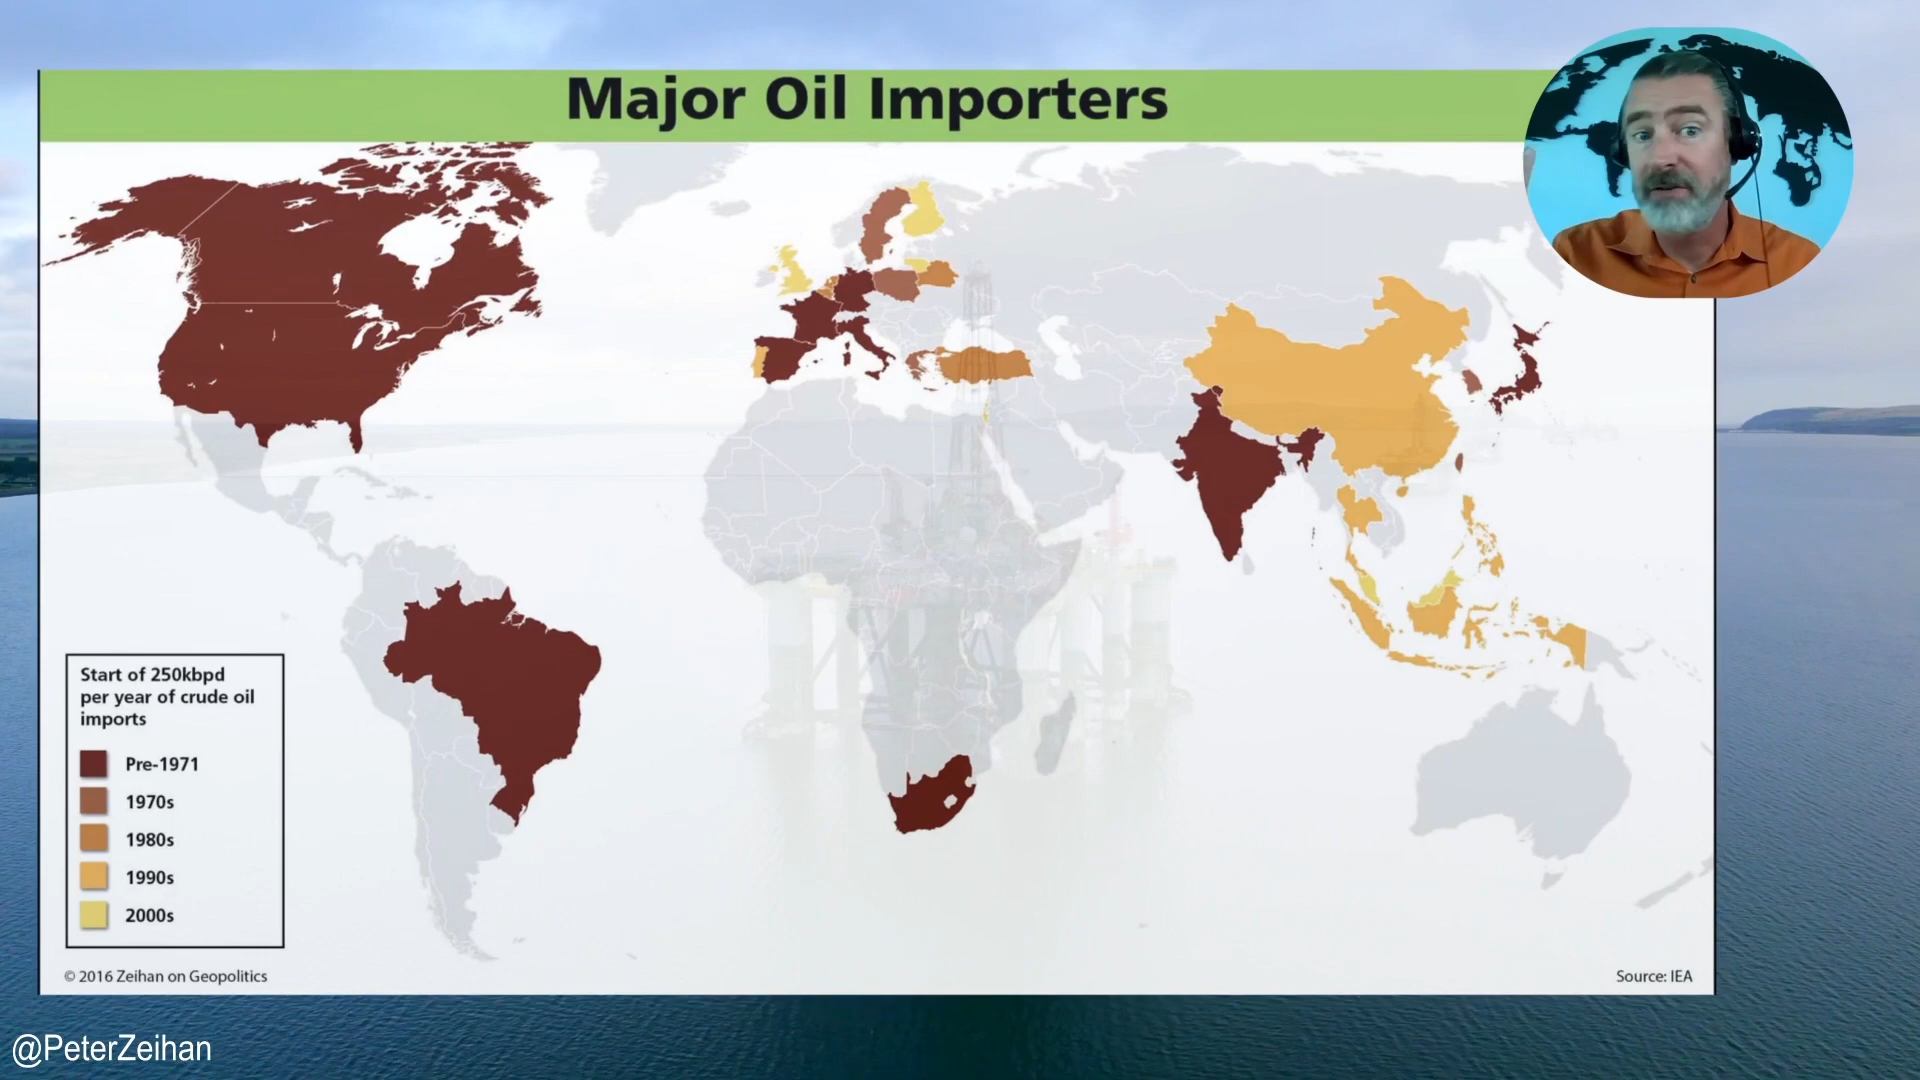 Major Oil Importers
Start of 250kbpd
per year of crude oil
imports
Pre-1971
1970s
1980s
1990s
2000s
© 2016 Zeihan on Geopolitics
Source: IEA
@PeterZeihan